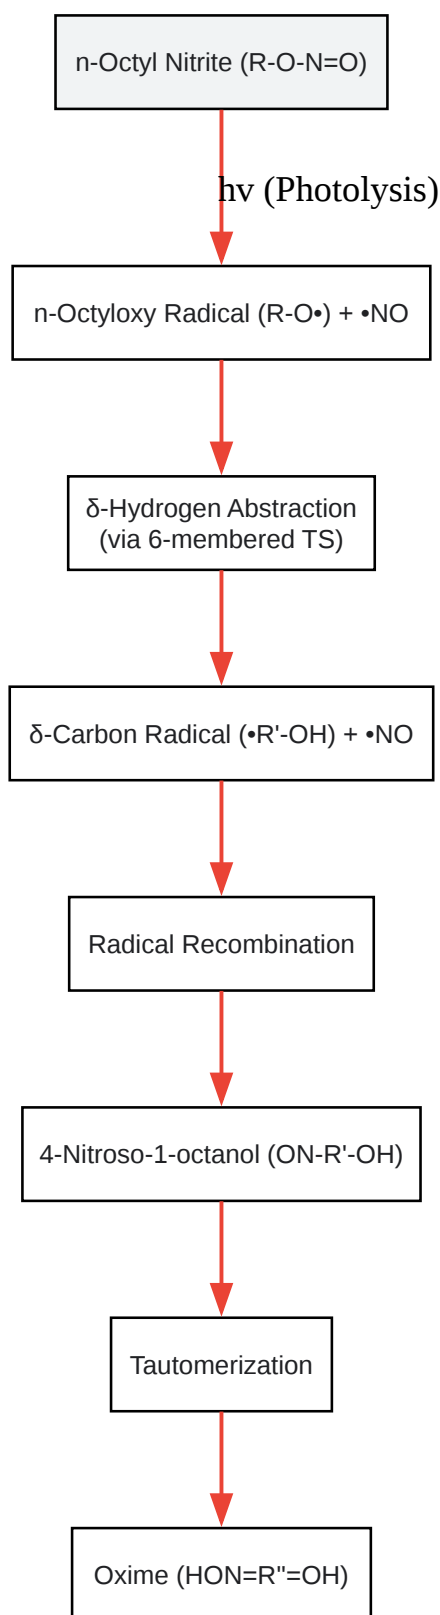 n-Octyl Nitrite (R-O-N=O)
hv (Photolysis)
n-Octyloxy Radical (R-O•) + •NO
δ-Hydrogen Abstraction
(via 6-membered TS)
δ-Carbon Radical (•R'-OH) + •NO
Radical Recombination
4-Nitroso-1-octanol (ON-R'-OH)
Tautomerization
Oxime (HON=R''=OH)